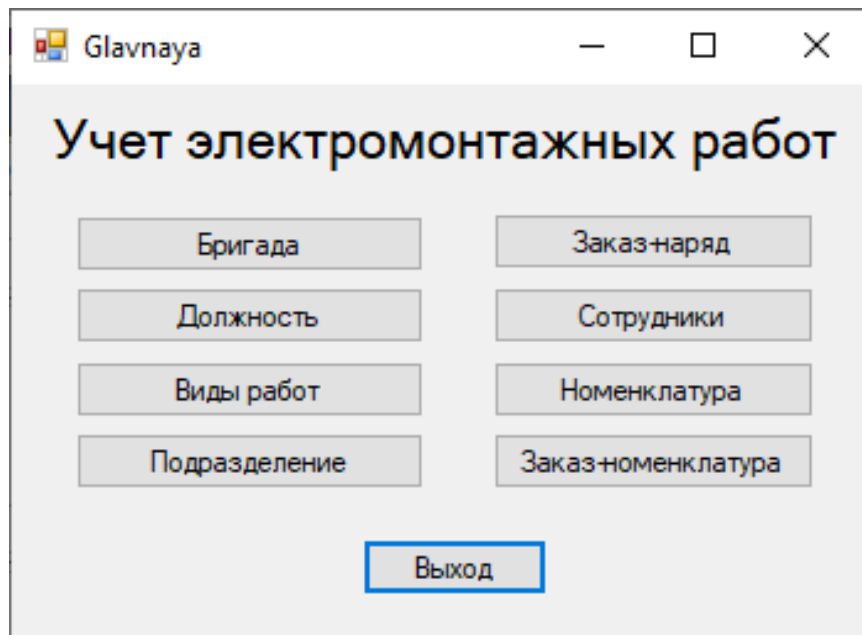 Glavnaya
Учет электромонтажных работ
Бригада
Заказ-наряд
Должность
Сотрудники
Виды работ
Номенклатура
Подразделение
Заказ-номенклатура
Выход